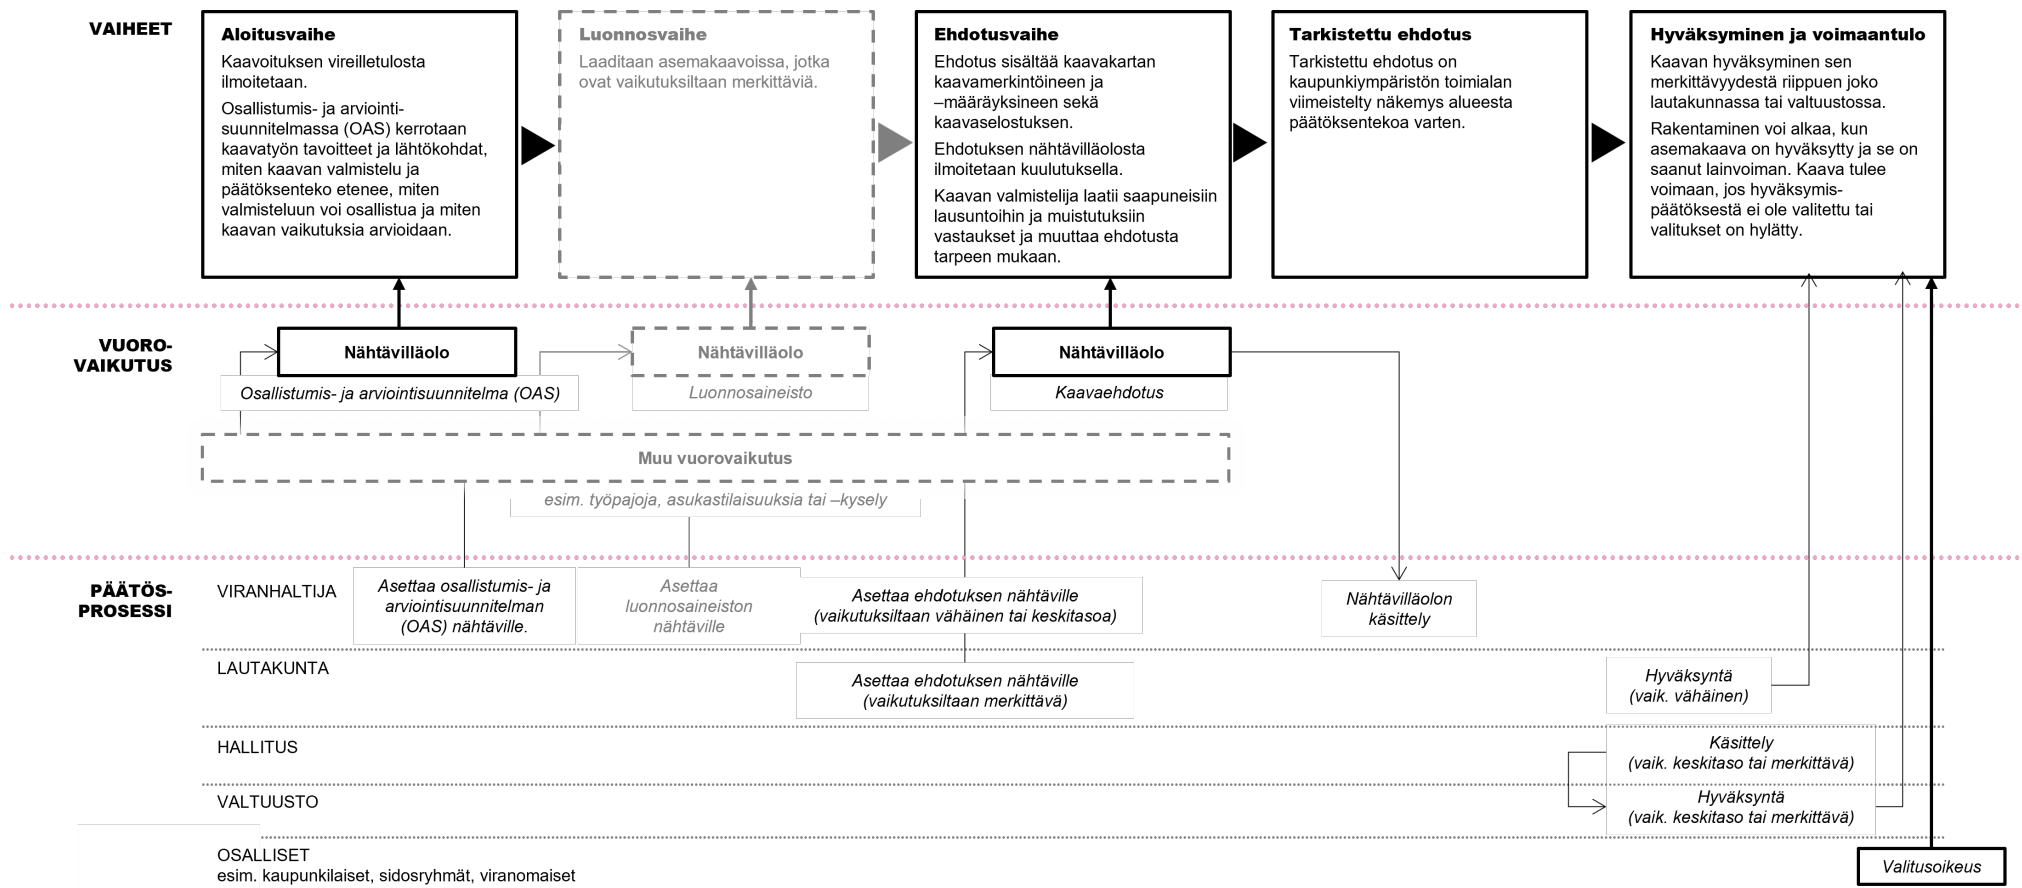 VAIHEET
Aloitusvaihe
Kaavoituksen vireilletulosta
ilmoitetaan.
Osallistumis- ja arviointi-
suunnitelmassa (OAS) kerrotaan
kaavatyön tavoitteet ja lähtökohdat,
miten kaavan valmistelu ja
päätöksenteko etenee, miten
valmisteluun voi osallistua ja miten
kaavan vaikutuksia arvioidaan.
Luonnosvaihe
Laaditaan asemakaavoissa, jotka
ovat vaikutuksiltaan merkittäviä.
Ehdotusvaihe
Ehdotus sisältää kaavakartan
kaavamerkintöineen ja
–määräyksineen sekä
kaavaselostuksen.
Ehdotuksen nähtävilläolosta
ilmoitetaan kuulutuksella.
Kaavan valmistelija laatii saapuneisiin
lausuntoihin ja muistutuksiin
vastaukset ja muuttaa ehdotusta
tarpeen mukaan.
Tarkistettu ehdotus
Tarkistettu ehdotus on
kaupunkiympäristön toimialan
viimeistelty näkemys alueesta
päätöksentekoa varten.
Hyväksyminen ja voimaantulo
Kaavan hyväksyminen sen
merkittävyydestä riippuen joko
lautakunnassa tai valtuustossa.
Rakentaminen voi alkaa, kun
asemakaava on hyväksytty ja se on
saanut lainvoiman. Kaava tulee
voimaan, jos hyväksymis-
päätöksestä ei ole valitettu tai
valitukset on hylätty.
VUORO-
VAIKUTUS
Nähtävilläolo
Osallistumis- ja arviointisuunnitelma (OAS)
Nähtävilläolo
Luonnosaineisto
Nähtävilläolo
Kaavaehdotus
Muu vuorovaikutus
esim. työpajoja, asukastilaisuuksia tai –kysely
PÄÄTÖS-
PROSESSI
VIRANHALTIJA
Asettaa osallistumis- ja
arviointisuunnitelman
(OAS) nähtäville.
Asettaa
luonnosaineiston
nähtäville
Asettaa ehdotuksen nähtäville
(vaikutuksiltaan vähäinen tai keskitasoa)
Nähtävilläolon
käsittely
LAUTAKUNTA
Asettaa ehdotuksen nähtäville
(vaikutuksiltaan merkittävä)
Hyväksyntä
(vaik. vähäinen)
HALLITUS
Käsittely
(vaik. keskitaso tai merkittävä)
VALTUUSTO
Hyväksyntä
(vaik. keskitaso tai merkittävä)
OSALLISET
esim. kaupunkilaiset, sidosryhmät, viranomaiset
Valitusoikeus